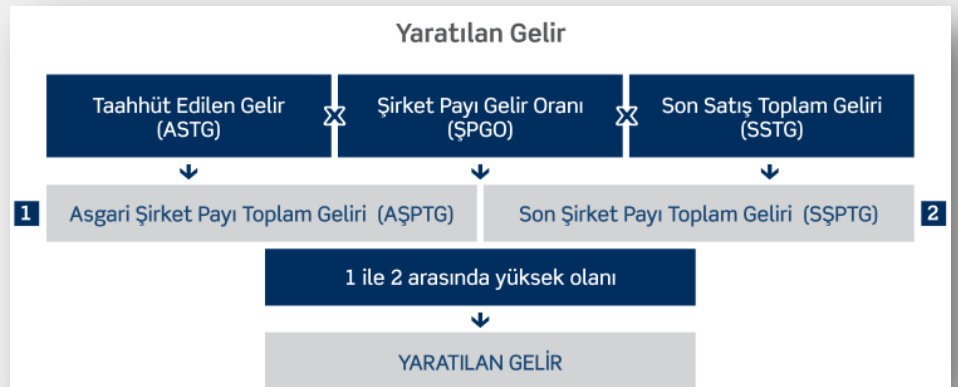 Yaratılan Gelir
Taahhüt Edilen Gelir
(ASTG)
Şirket Payı Gelir Oranı
(ŞPGO)
Son Satış Toplam Geliri
(SSTG)
1
Asgari Şirket Payı Toplam Geliri (AŞPTG)
Son Şirket Payı Toplam Geliri (SŞPTG)
2
1 ile 2 arasında yüksek olanı
YARATILAN GELİR